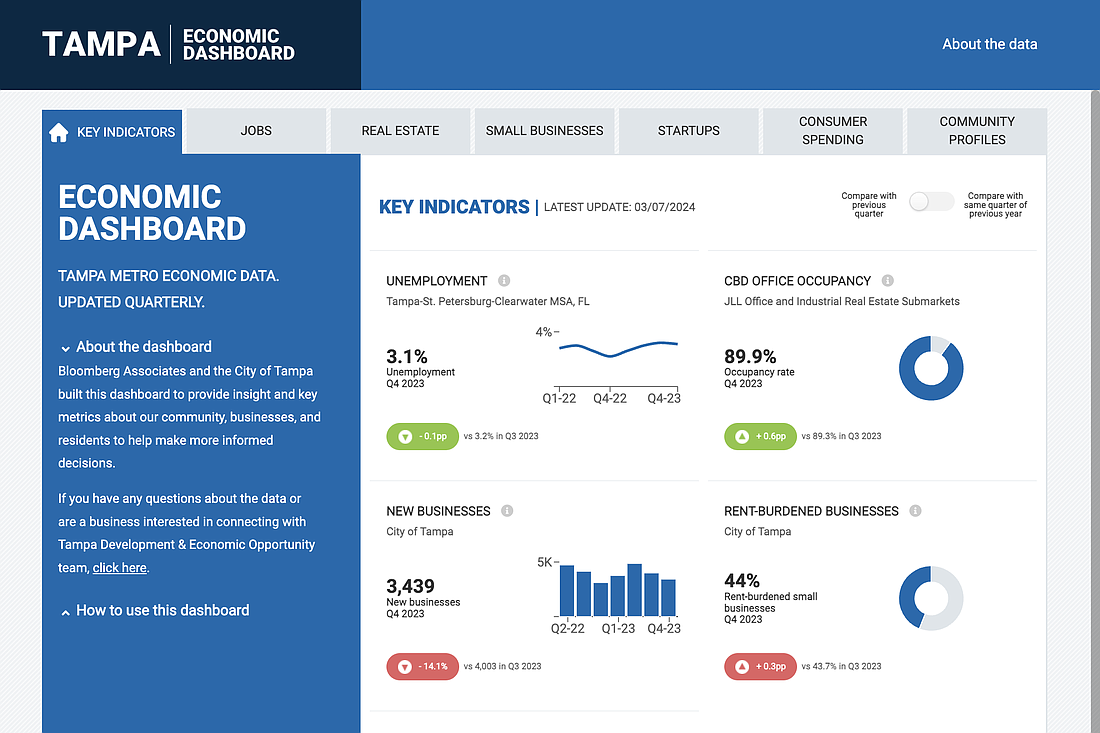 TAMPA
ECONOMIC
DASHBOARD
About the data
KEY INDICATORS
JOBS
REAL ESTATE
SMALL BUSINESSES
STARTUPS
CONSUMER
SPENDING
COMMUNITY
PROFILES
ECONOMIC
DASHBOARD
TAMPA METRO ECONOMIC DATA.
UPDATED QUARTERLY.
About the dashboard
Bloomberg Associates and the City of Tampa
built this dashboard to provide insight and key
metrics about our community, businesses, and
residents to help make more informed
decisions.
If you have any questions about the data or
are a business interested in connecting with
Tampa Development & Economic Opportunity
team, click here.
How to use this dashboard
KEY INDICATORS | LATEST UPDATE: 03/07/2024
Compare with
previous
quarter
Compare with
same quarter of
previous year
UNEMPLOYMENT
Tampa-St. Petersburg-Clearwater MSA, FL
3.1%
Unemployment
Q4 2023
4%
Q1-22 Q4-22 Q4-23
- 0.1pp vs 3.2% in Q3 2023
CBD OFFICE OCCUPANCY
JLL Office and Industrial Real Estate Submarkets
89.9%
Occupancy rate
Q4 2023
+ 0.6pp vs 89.3% in Q3 2023
NEW BUSINESSES
City of Tampa
3,439
New businesses
Q4 2023
5K
Q2-22 Q1-23 Q4-23
- 14.1% vs 4,003 in Q3 2023
RENT-BURDENED BUSINESSES
City of Tampa
44%
Rent-burdened small
businesses
Q4 2023
+ 0.3pp vs 43.7% in Q3 2023